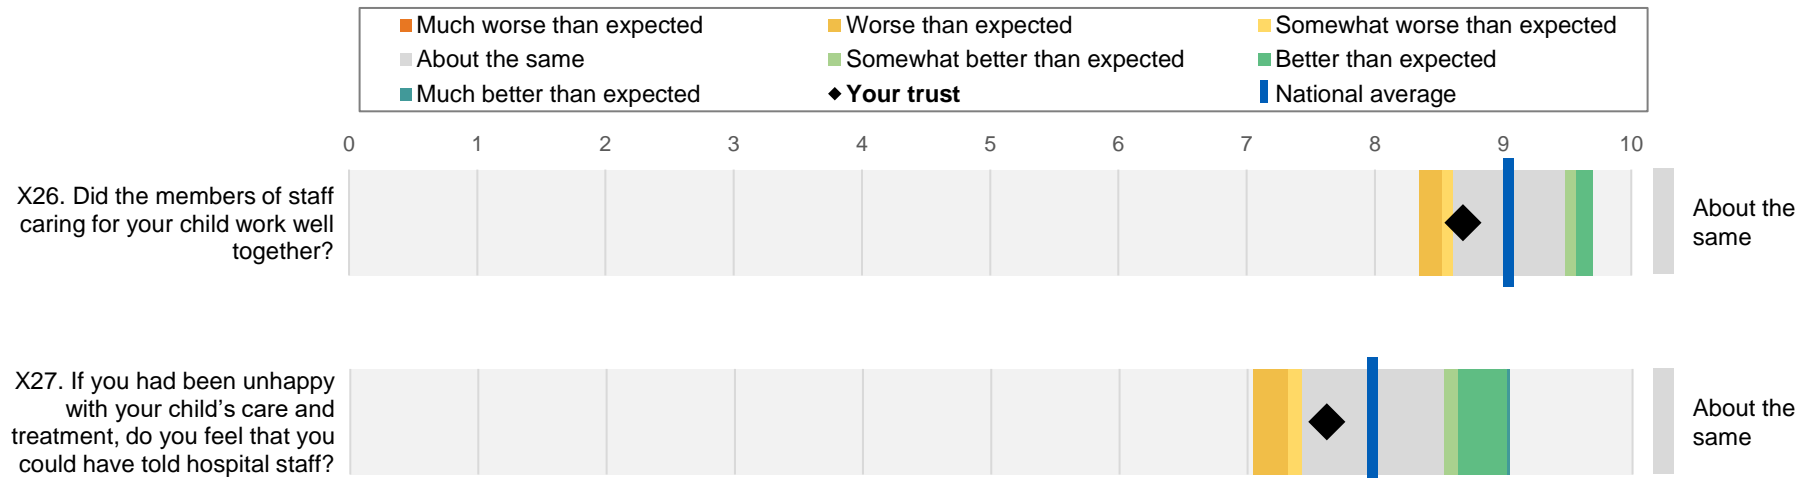 Much worse than expected
Worse than expected
Somewhat worse than expected
About the same
Somewhat better than expected
Better than expected
Much better than expected
Your trust
National average
0 1 2 3 4 5 6 7 8 9 10
X26. Did the members of staff
caring for your child work well
together?
About the
same
X27. If you had been unhappy
with your child’s care and
treatment, do you feel that you
could have told hospital staff?
About the
same